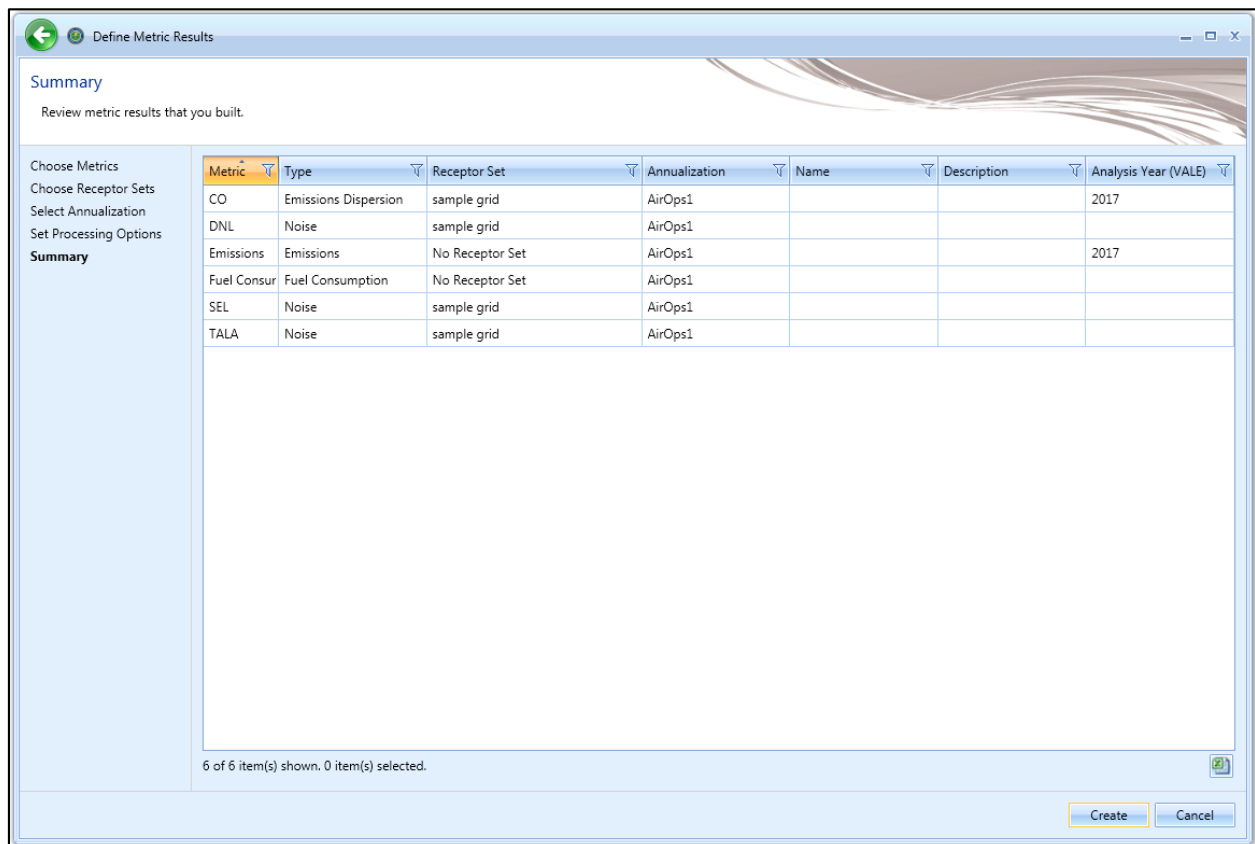 Define Metric Results
Summary
Review metric results that you built.
Choose Metrics
Choose Receptor Sets
Select Annualization
Set Processing Options
Summary
Metric Type Receptor Set Annualization Name Description Analysis Year (VALE)
CO Emissions Dispersion sample grid AirOps1 2017
DNL Noise sample grid AirOps1
Emissions Emissions No Receptor Set AirOps1 2017
Fuel Consur Fuel Consumption No Receptor Set AirOps1
SEL Noise sample grid AirOps1
TALA Noise sample grid AirOps1
6 of 6 item(s) shown. 0 item(s) selected.
Create Cancel